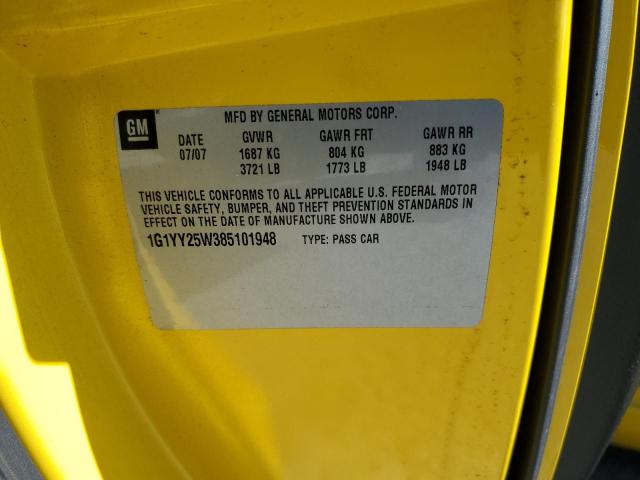 GM
MFD BY GENERAL MOTORS CORP.
DATE GVWR GAWR FRT GAWR RR
07/07 1687 KG 804 KG 883 KG
3721 LB 1773 LB 1948 LB
THIS VEHICLE CONFORMS TO ALL APPLICABLE U.S. FEDERAL MOTOR
VEHICLE SAFETY, BUMPER, AND THEFT PREVENTION STANDARDS IN
EFFECT ON THE DATE OF MANUFACTURE SHOWN ABOVE.
1G1YY25W385101948 TYPE: PASS CAR